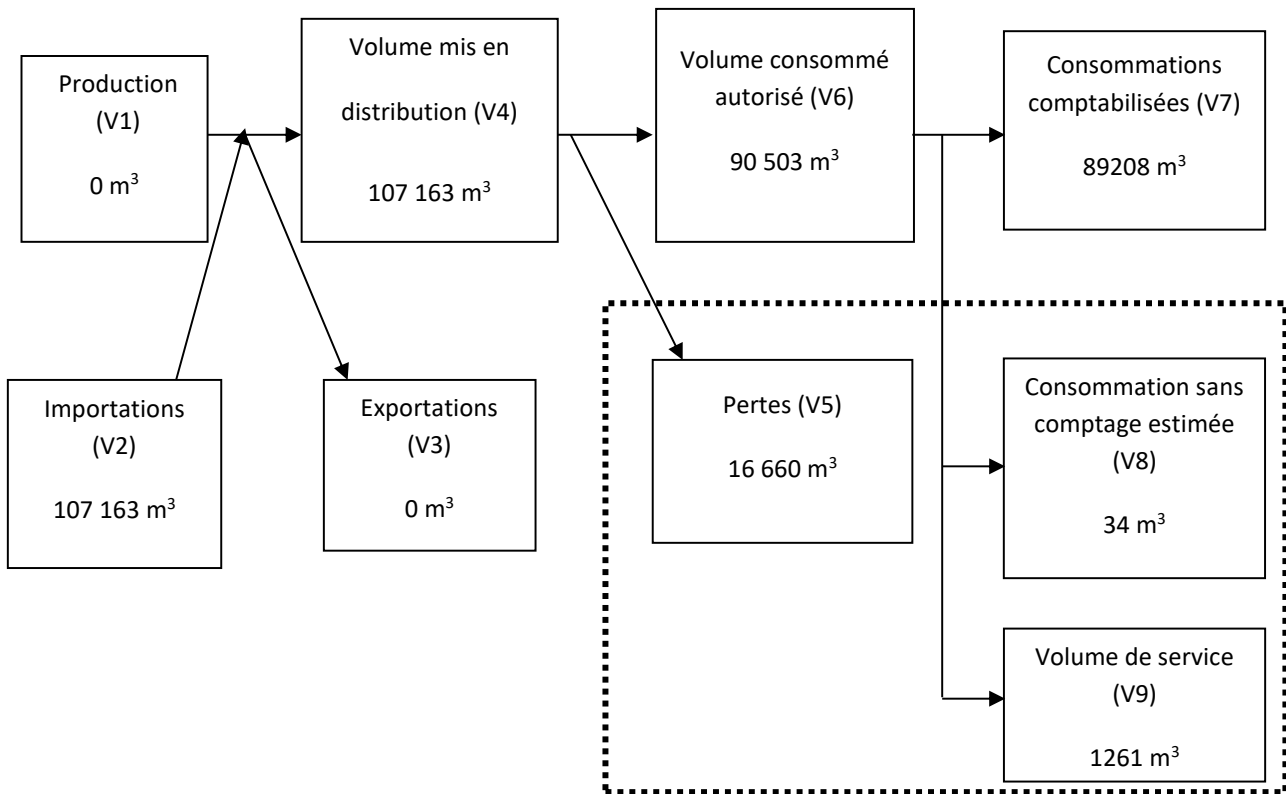 Production
(V1)
0 m³
Volume mis en
distribution (V4)
107 163 m³
Volume consommé
autorisé (V6)
90 503 m³
Consommations
comptabilisées (V7)
89208 m³
Importations
(V2)
107 163 m³
Exportations
(V3)
0 m³
Pertes (V5)
16 660 m³
Consommation sans
comptage estimée
(V8)
34 m³
Volume de service
(V9)
1261 m³